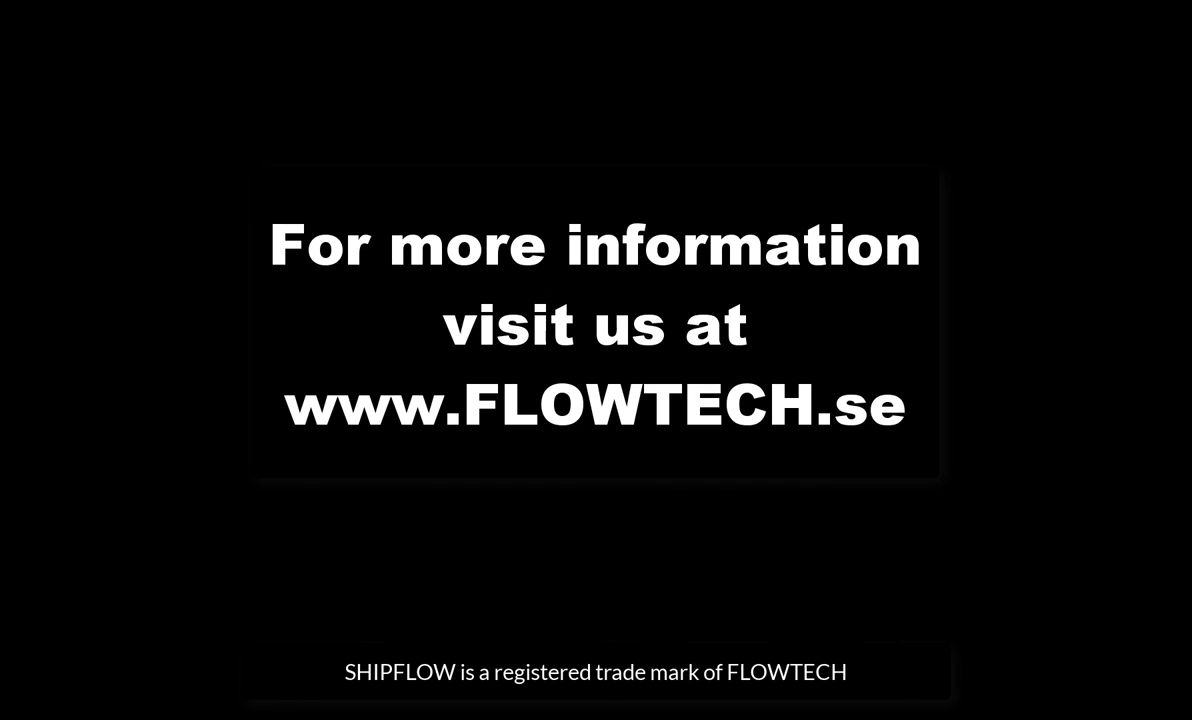 For more information
visit us at
www.FLOWTECH.se
SHIPFLOW is a registered trade mark of FLOWTECH